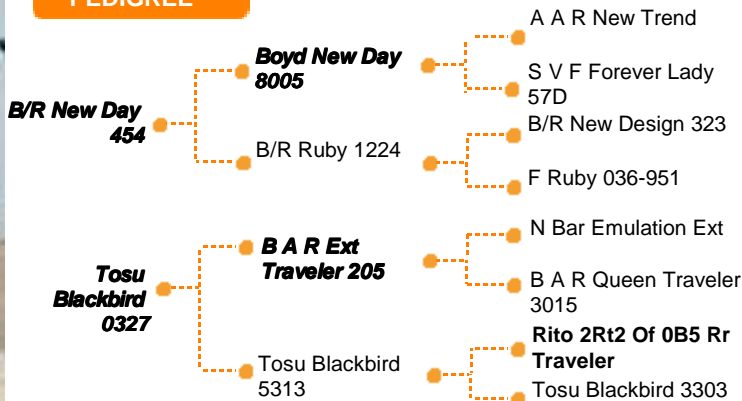 PEDIGREE
A A R New Trend
Boyd New Day
8005
S V F Forever Lady
57D
B/R New Day
454
B/R New Design 323
B/R Ruby 1224
F Ruby 036-951
N Bar Emulation Ext
B A R Ext
Traveler 205
B A R Queen Traveler
3015
Tosu
Blackbird
0327
Rito 2Rt2 Of 0B5 Rr
Traveler
Tosu Blackbird
5313
Tosu Blackbird 3303